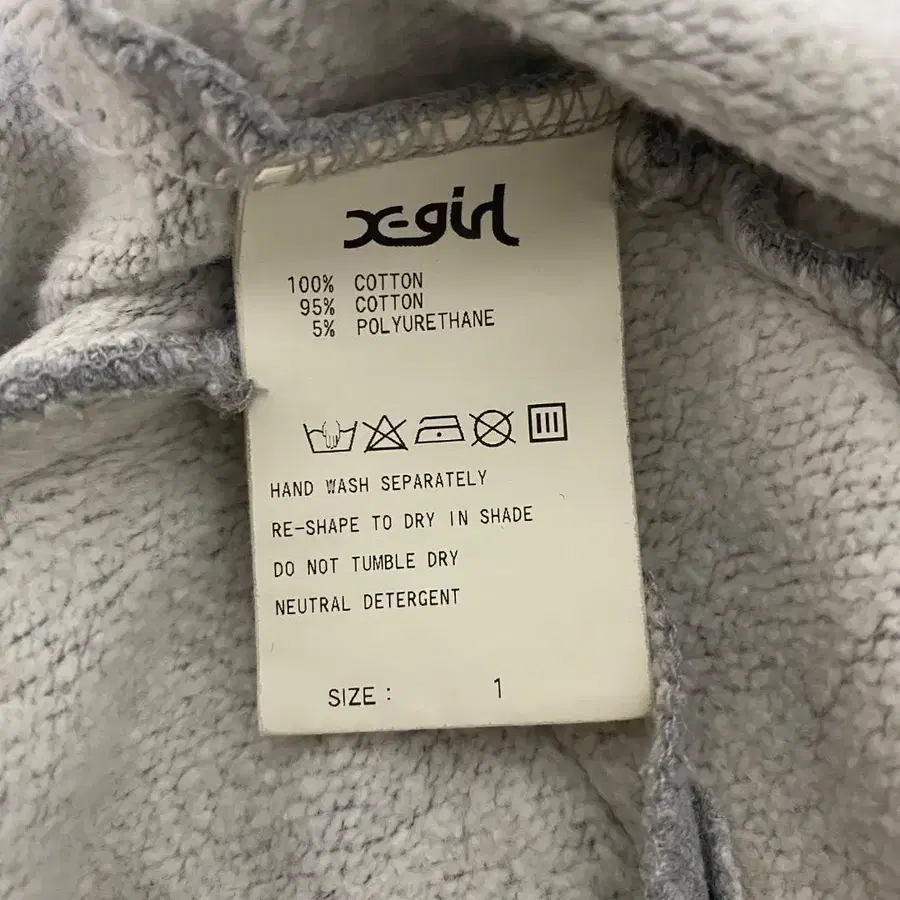 X-girl
100% COTTON
95% COTTON
5% POLYURETHANE
HAND WASH SEPARATELY
RE-SHAPE TO DRY IN SHADE
DO NOT TUMBLE DRY
NEUTRAL DETERGENT
SIZE : 1